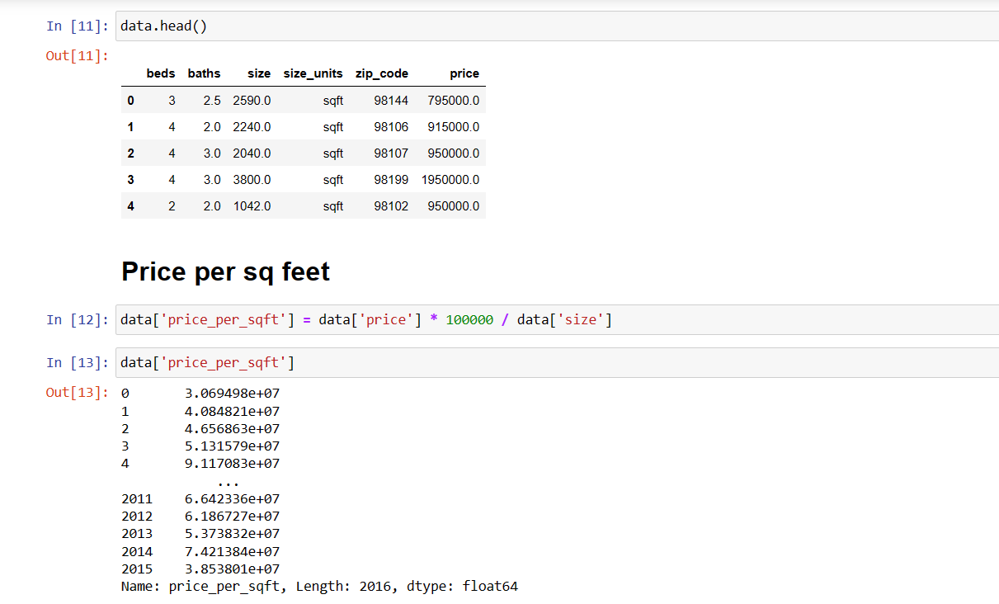 In [11]: data.head()
Out[11]:
beds baths size size_units zip_code price
0 3 2.5 2590.0 sqft 98144 795000.0
1 4 2.0 2240.0 sqft 98106 915000.0
2 4 3.0 2040.0 sqft 98107 950000.0
3 4 3.0 3800.0 sqft 98199 1950000.0
4 2 2.0 1042.0 sqft 98102 950000.0
Price per sq feet
In [12]: data['price_per_sqft'] = data['price'] * 100000 / data['size']
In [13]: data['price_per_sqft']
Out[13]: 0 3.069498e+07
1 4.084821e+07
2 4.656863e+07
3 5.131579e+07
4 9.117083e+07
...
2011 6.642336e+07
2012 6.186727e+07
2013 5.373832e+07
2014 7.421384e+07
2015 3.853801e+07
Name: price_per_sqft, Length: 2016, dtype: float64